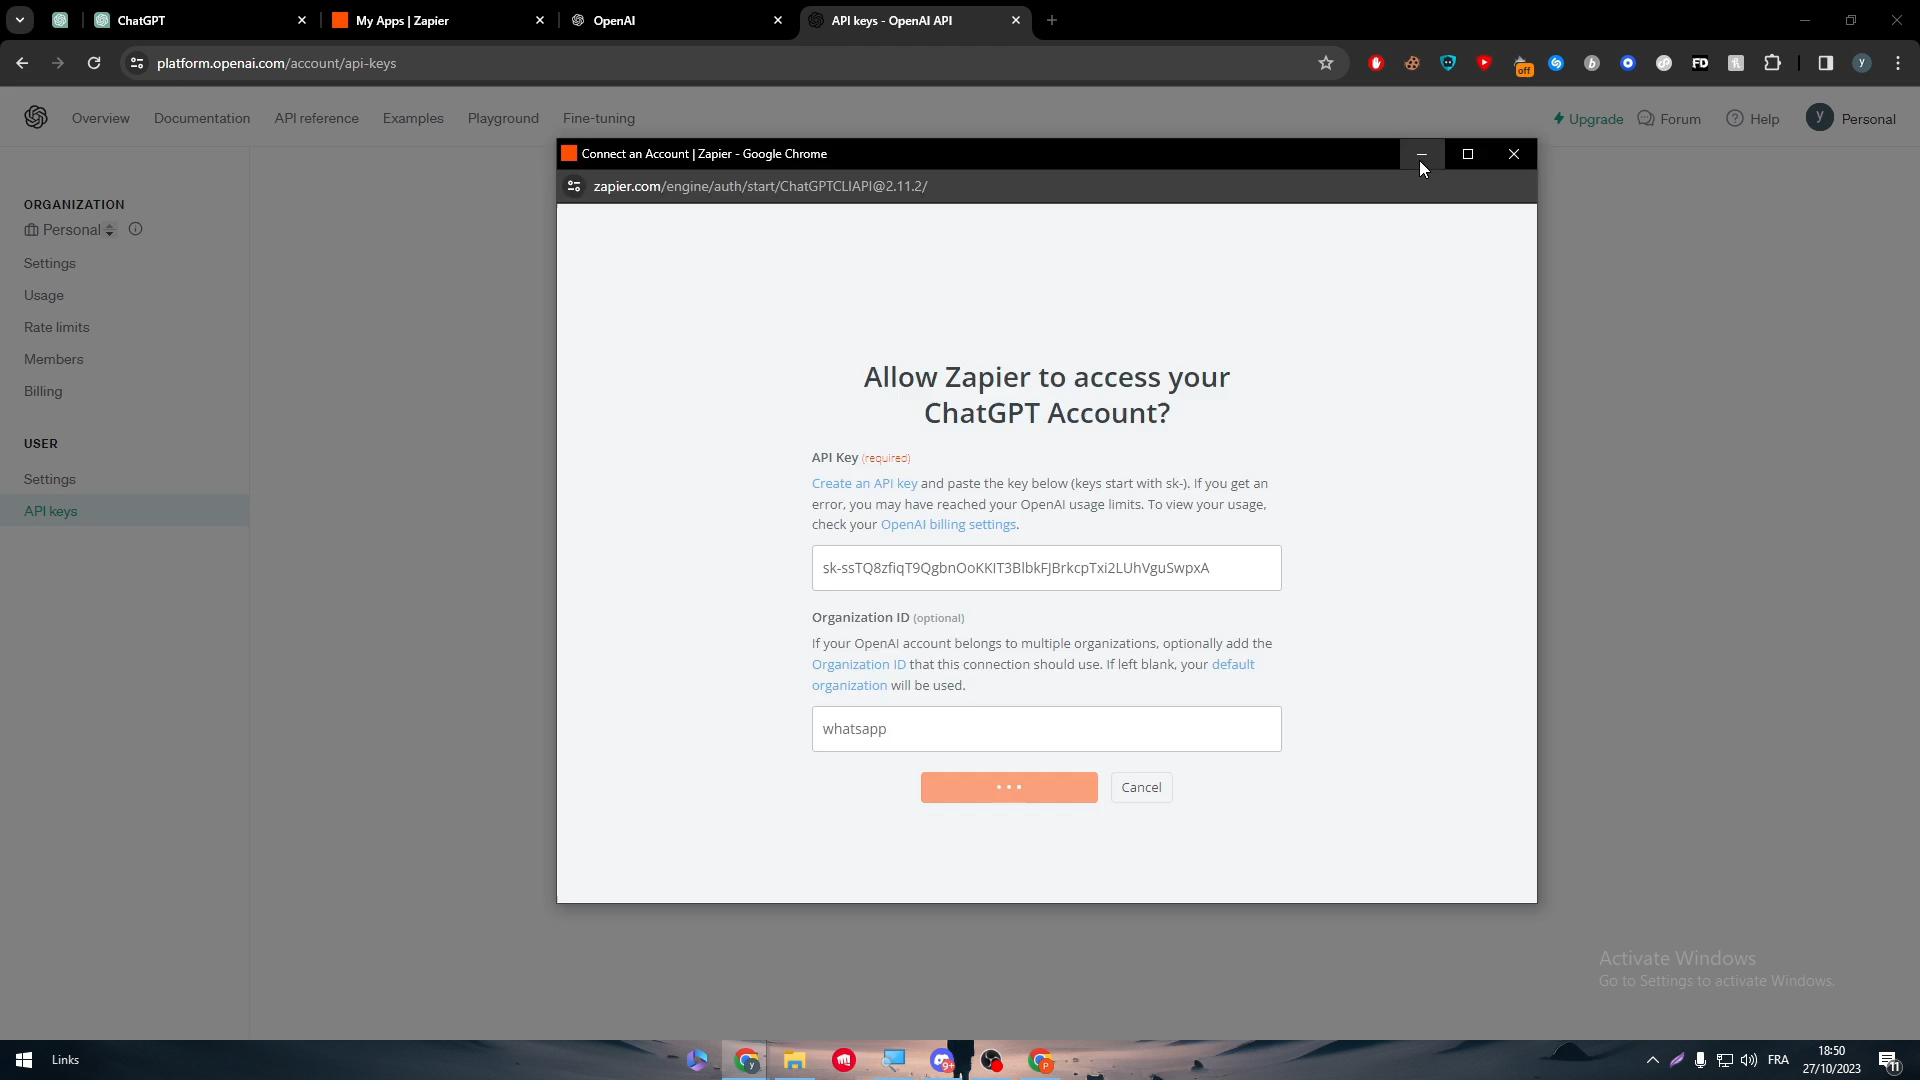 ChatGPT
My Apps | Zapier
OpenAI
API keys - OpenAI API
platform.openai.com/account/api-keys
off
FD
y
Overview
Documentation
API reference
Examples
Playground
Fine-tuning
Upgrade
Forum
Help
y
Personal
Connect an Account | Zapier - Google Chrome
zapier.com/engine/auth/start/ChatGPTCLIAPI@2.11.2/
ORGANIZATION
Personal
Settings
Usage
Rate limits
Members
Billing
USER
Settings
API keys
Allow Zapier to access your
ChatGPT Account?
API Key (required)
Create an API key and paste the key below (keys start with sk-). If you get an
error, you may have reached your OpenAI usage limits. To view your usage,
check your OpenAI billing settings.
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
Organization ID (optional)
If your OpenAI account belongs to multiple organizations, optionally add the
Organization ID that this connection should use. If left blank, your default
organization will be used.
whatsapp
Cancel
Activate Windows
Go to Settings to activate Windows.
Links
9+
FRA
18:50
27/10/2023
11